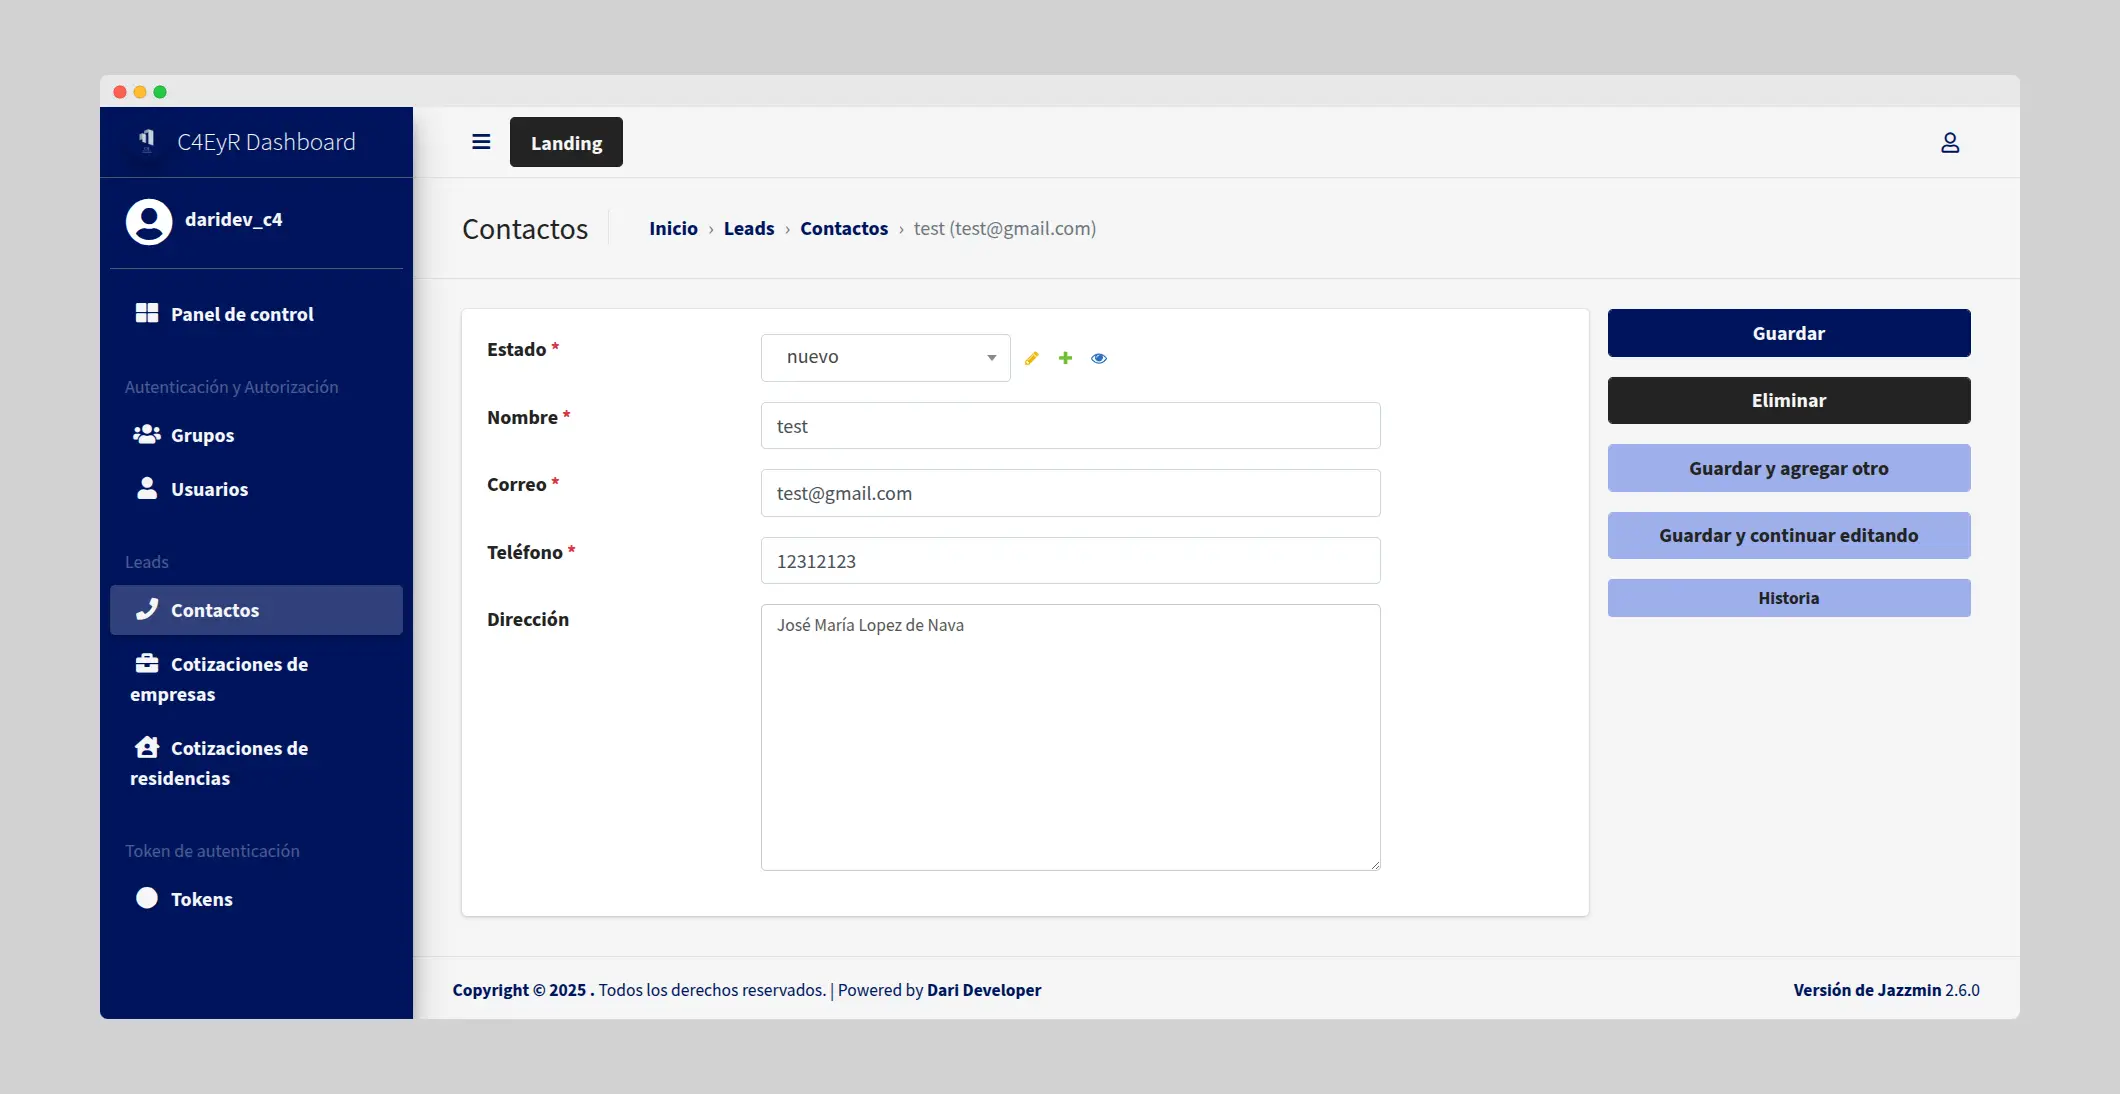 C4EyR Dashboard
daridev_c4
Panel de control
Autenticación y Autorización
Grupos
Usuarios
Leads
Contactos
Cotizaciones de
empresas
Cotizaciones de
residencias
Token de autenticación
Tokens
Landing
Contactos
Inicio › Leads › Contactos › test (test@gmail.com)
Estado *
nuevo
Nombre *
test
Correo *
test@gmail.com
Teléfono *
12312123
Dirección
José María Lopez de Nava
Guardar
Eliminar
Guardar y agregar otro
Guardar y continuar editando
Historia
Copyright © 2025 . Todos los derechos reservados. | Powered by Dari Developer
Versión de Jazzmin 2.6.0